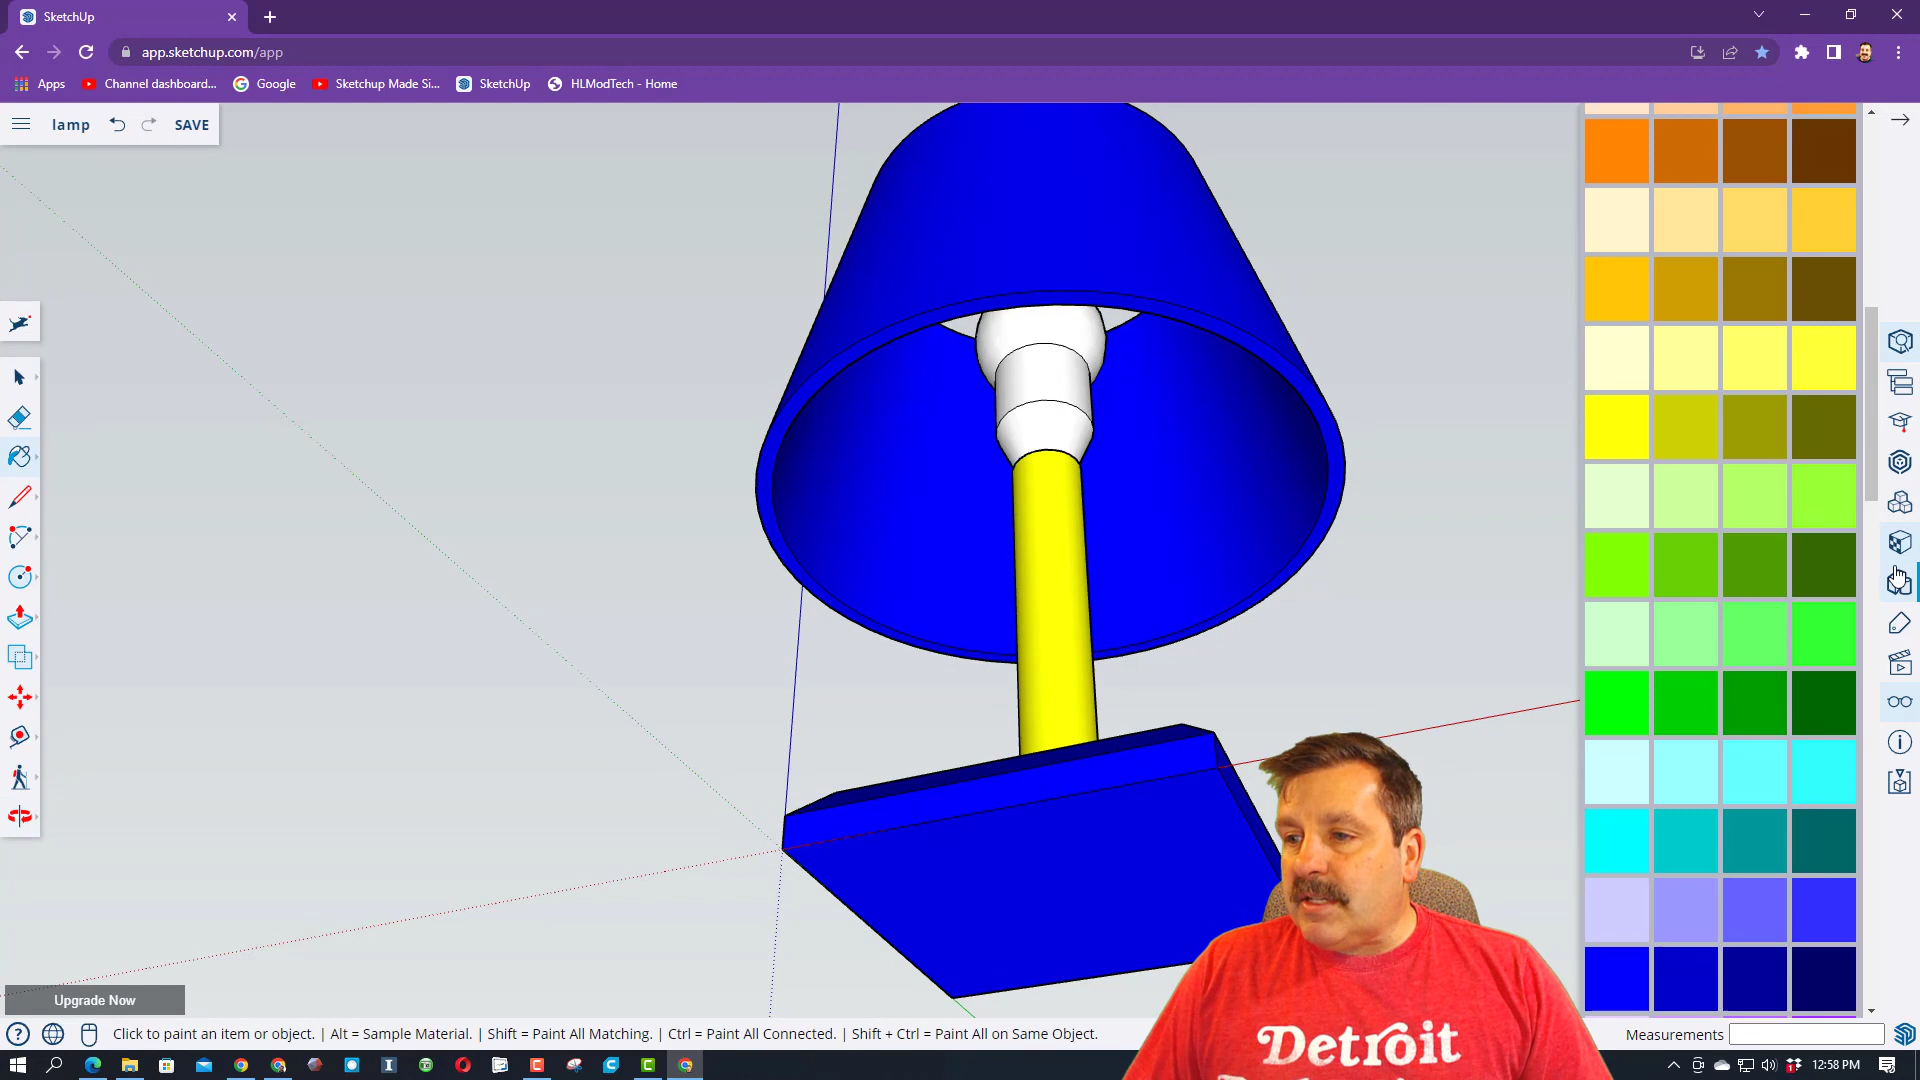 SketchUp
app.sketchup.com/app
Apps
Channel dashboard...
Google
Sketchup Made Si...
SketchUp
HLModTech - Home
lamp
SAVE
Upgrade Now
Click to paint an item or object. | Alt = Sample Material. | Shift = Paint All Matching. | Ctrl = Paint All Connected. | Shift + Ctrl = Paint All on Same Object.
Measurements
Detroit
12:58 PM